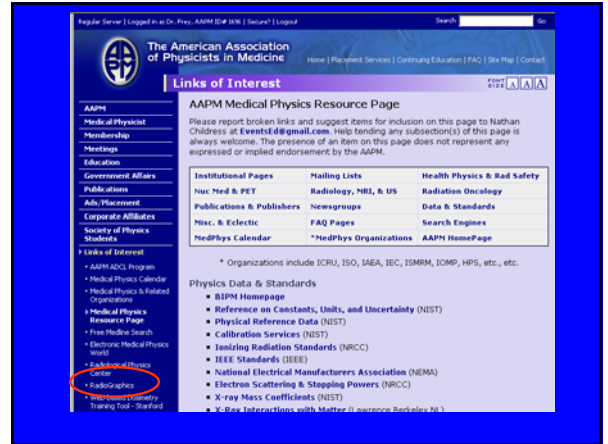 Regular Server | Logged in as Dr. Frey, AAPM ID# 1696 | Secure? | Logout
Search
Go
The American Association
of Physicists in Medicine
Home | Placement Services | Continuing Education | FAQ | Site Map | Contact
Links of Interest
FONT SIZE A A A
AAPM
Medical Physicist
Membership
Meetings
Education
Government Affairs
Publications
Ads/Placement
Corporate Affiliates
Society of Physics
Students
Links of Interest
• AAPM ADCL Program
• Medical Physics Calendar
• Medical Physics & Related
Organizations
Medical Physics
Resource Page
• Free Medline Search
• Electronic Medical Physics
World
• Radiological Physics
Center
• RadioGraphics
• Web-based Dosimetry
Training Tool - Stanford
AAPM Medical Physics Resource Page
Please report broken links and suggest items for inclusion on this page to Nathan
Childress at EventsEd@gmail.com. Help tending any subsection(s) of this page is
always welcome. The presence of an item on this page does not represent any
expressed or implied endorsement by the AAPM.
Institutional Pages Mailing Lists Health Physics & Rad Safety
Nuc Med & PET Radiology, MRI, & US Radiation Oncology
Publications & Publishers Newsgroups Data & Standards
Misc. & Eclectic FAQ Pages Search Engines
MedPhys Calendar *MedPhys Organizations AAPM HomePage
* Organizations include ICRU, ISO, IAEA, IEC, ISMRM, IOMP, HPS, etc., etc.
Physics Data & Standards
BIPM Homepage
Reference on Constants, Units, and Uncertainty (NIST)
Physical Reference Data (NIST)
Calibration Services (NIST)
Ionizing Radiation Standards (NRCC)
IEEE Standards (IEEE)
National Electrical Manufacturers Association (NEMA)
Electron Scattering & Stopping Powers (NRCC)
X-ray Mass Coefficients (NIST)
X-Ray Interactions with Matter (Lawrence Berkeley NL)